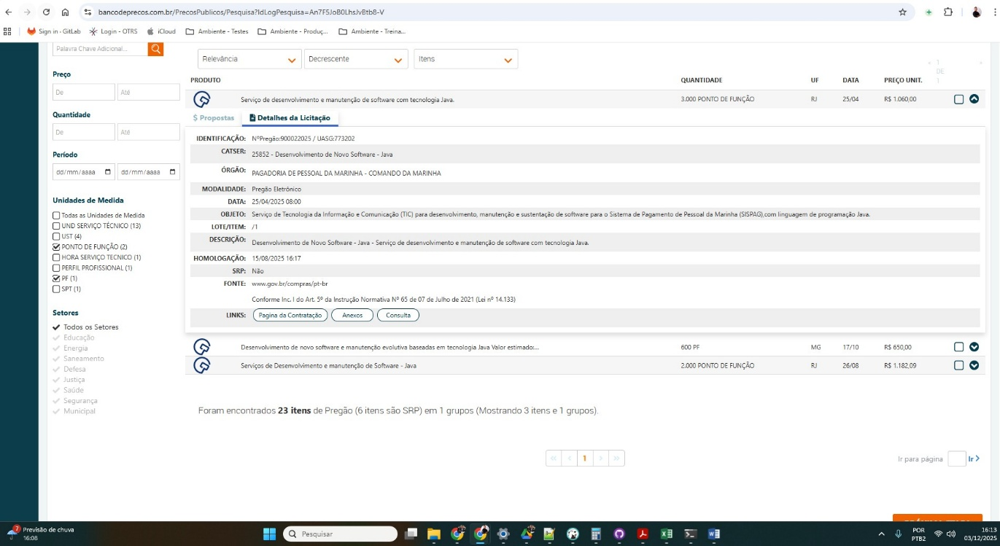 bancodeprecos.com.br/PrecosPublicos/Pesquisa?IdLogPesquisa=An7F5JoB0LhsJvBtb8-V
Sign in · GitLab
Login - OTRS
iCloud
Ambiente - Testes
Ambiente - Produç...
Ambiente - Treina...
Palavra Chave Adicional...
Relevância
Decrescente
Itens
« 1 »
DE
1
Preço
De
Até
Quantidade
De
Até
Período
dd/mm/aaaa
dd/mm/aaaa
Unidades de Medida
Todas as Unidades de Medida
UND SERVIÇO TÉCNICO (13)
UST (4)
PONTO DE FUNÇÃO (2)
HORA SERVIÇO TECNICO (1)
PERFIL PROFISSIONAL (1)
PF (1)
SPT (1)
Setores
Todos os Setores
Educação
Energia
Saneamento
Defesa
Justiça
Saúde
Segurança
Municipal
PRODUTO QUANTIDADE UF DATA PREÇO UNIT.
Serviço de desenvolvimento e manutenção de software com tecnologia Java. 3.000 PONTO DE FUNÇÃO RJ 25/04 R$ 1.060,00
$ Propostas
Detalhes da Licitação
IDENTIFICAÇÃO: NºPregão:900022025 / UASG:773202
CATSER: 25852 - Desenvolvimento de Novo Software - Java
ÓRGÃO: PAGADORIA DE PESSOAL DA MARINHA - COMANDO DA MARINHA
MODALIDADE: Pregão Eletrônico
DATA: 25/04/2025 08:00
OBJETO: Serviço de Tecnologia da Informação e Comunicação (TIC) para desenvolvimento, manutenção e sustentação de software para o Sistema de Pagamento de Pessoal da Marinha (SISPAG),com linguagem de programação Java.
LOTE/ITEM: /1
DESCRIÇÃO: Desenvolvimento de Novo Software - Java - Serviço de desenvolvimento e manutenção de software com tecnologia Java.
HOMOLOGAÇÃO: 15/08/2025 16:17
SRP: Não
FONTE: www.gov.br/compras/pt-br
Conforme Inc. I do Art. 5º da Instrução Normativa Nº 65 de 07 de Julho de 2021 (Lei nº 14.133)
LINKS: Pagina da Contratação Anexos Consulta
Desenvolvimento de novo software e manutenção evolutiva baseadas em tecnologia Java Valor estimado:... 600 PF MG 17/10 R$ 650,00
Serviços de Desenvolvimento e manutenção de Software - Java 2.000 PONTO DE FUNÇÃO RJ 26/08 R$ 1.182,09
Foram encontrados 23 itens de Pregão (6 itens são SRP) em 1 grupos (Mostrando 3 itens e 1 grupos).
« ‹ 1 › »
Ir para página Ir
7
Previsão de chuva
16:08
Pesquisar
POR
PTB2
16:13
03/12/2025